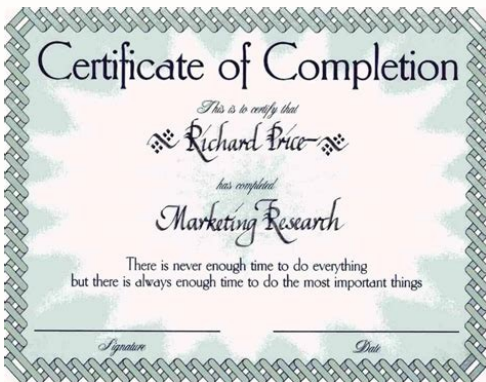 Certificate of Completion
This is to certify that
Richard Price
has completed
Marketing Research
There is never enough time to do everything
but there is always enough time to do the most important things
Signature Date